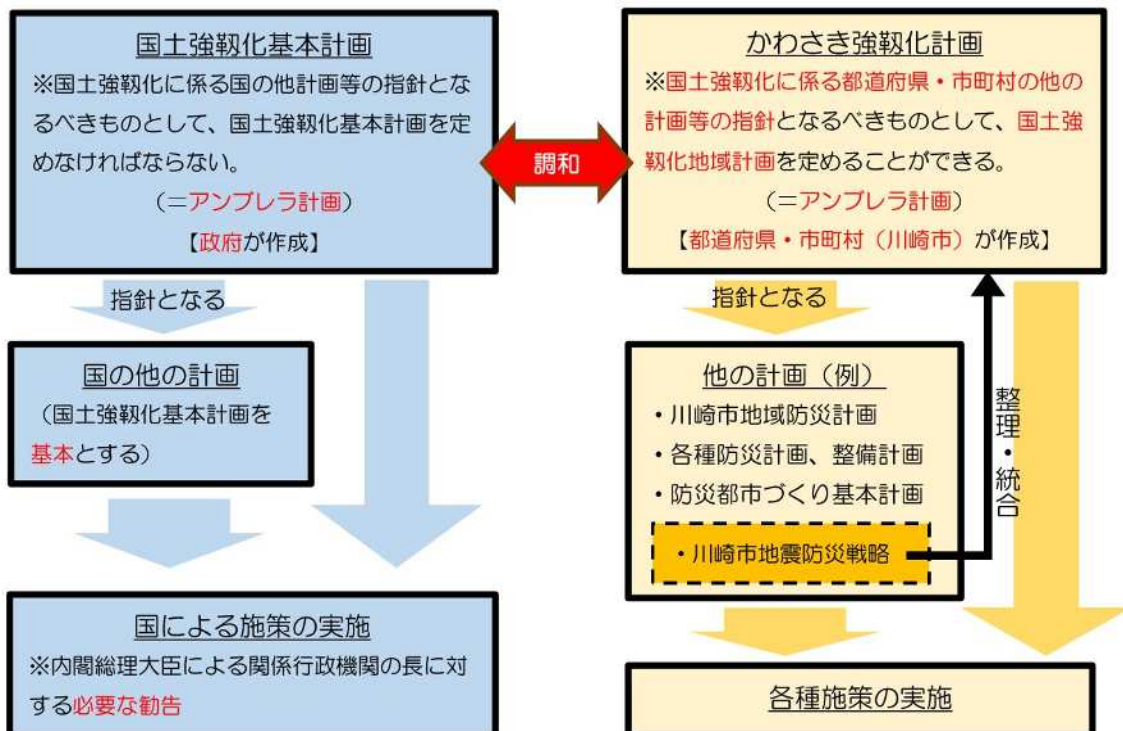 国土強靱化基本計画
※国土強靱化に係る国の他計画等の指針とな
るべきものとして、国土強靱化基本計画を定
めなければならない。
（＝アンブレラ計画）
【政府が作成】
調和
かわさき強靱化計画
※国土強靱化に係る都道府県・市町村の他の
計画等の指針となるべきものとして、国土強
靱化地域計画を定めることができる。
（＝アンブレラ計画）
【都道府県・市町村（川崎市）が作成】
指針となる
指針となる
国の他の計画
（国土強靱化基本計画を
基本とする）
他の計画（例）
・川崎市地域防災計画
・各種防災計画、整備計画
・防災都市づくり基本計画
・川崎市地震防災戦略
整理・統合
国による施策の実施
※内閣総理大臣による関係行政機関の長に対
する必要な勧告
各種施策の実施